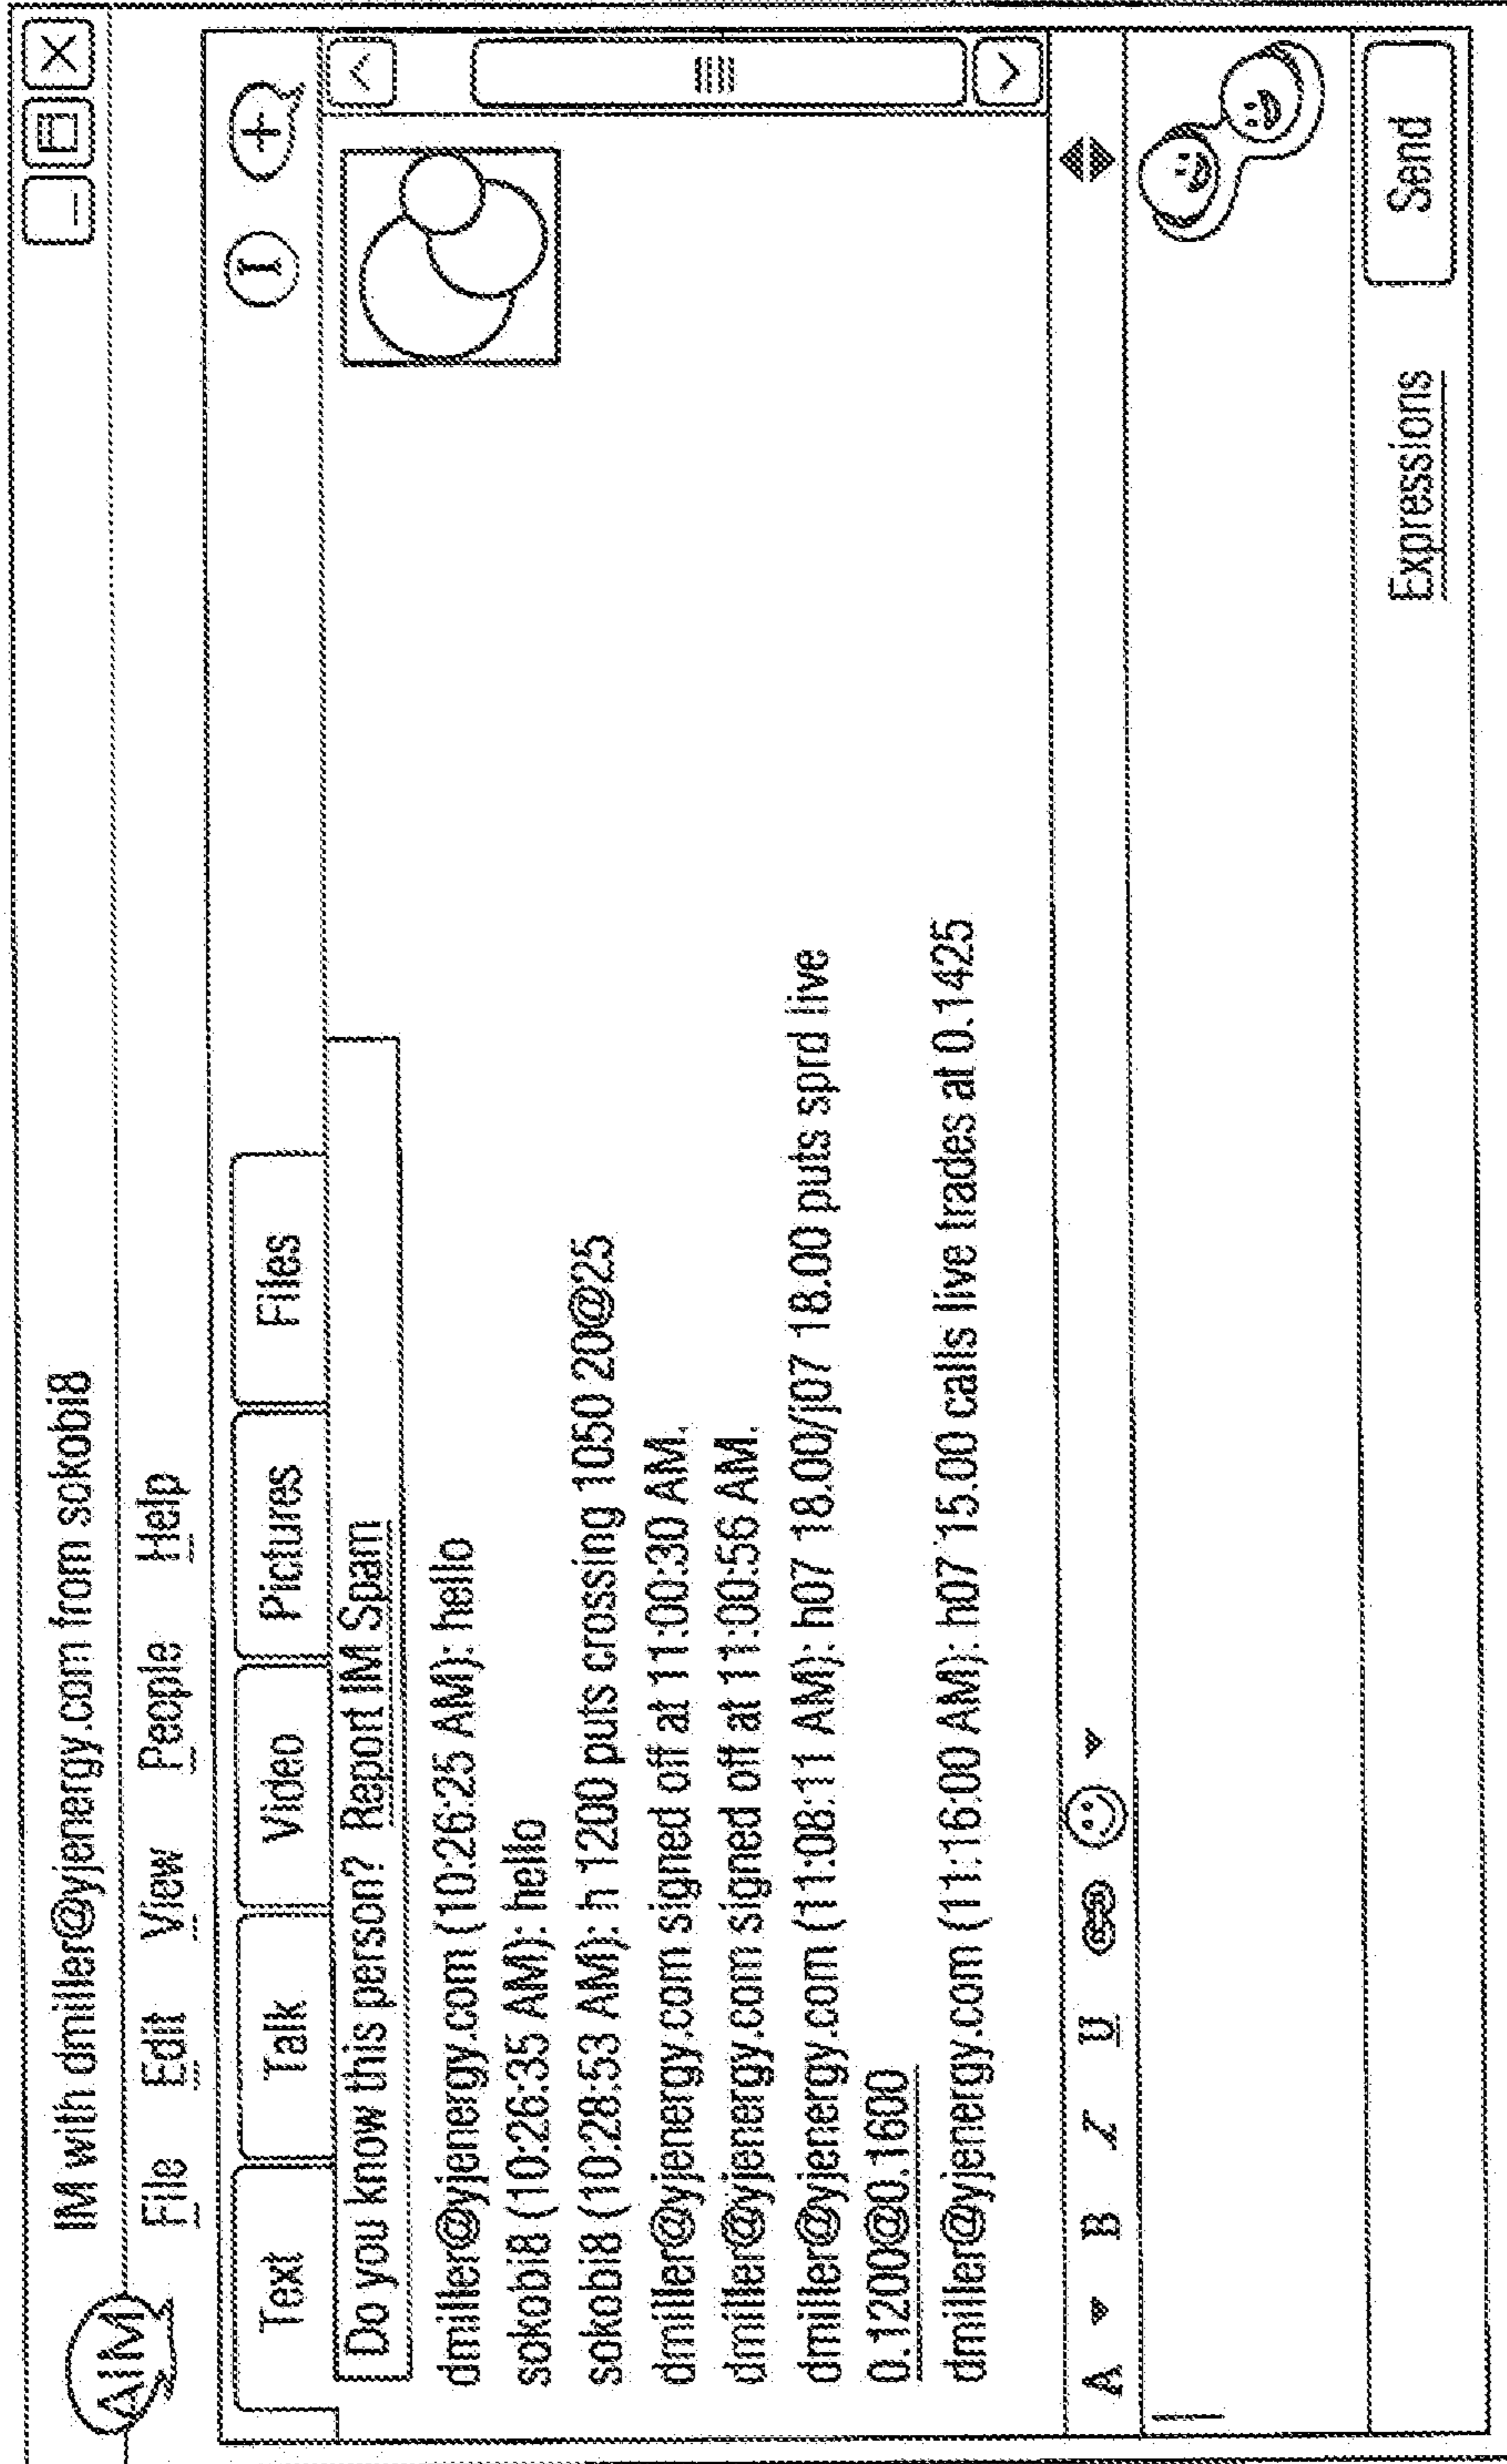 AIM
IM with dmiller@yjenergy.com from sokobi8
File Edit View People Help
Text Talk Video Pictures Files
Do you know this person? Report IM Spam
dmiller@yjenergy.com (10:26:25 AM): hello
sokobi8 (10:26:35 AM): hello
sokobi8 (10:28:53 AM): h 1200 puts crossing 1050 20@25
dmiller@yjenergy.com signed off at 11:00:30 AM.
dmiller@yjenergy.com signed off at 11:00:56 AM.
dmiller@yjenergy.com (11:08:11 AM): h07 18.00/j07 18.00 puts sprd live
0.1200@0.1600
dmiller@yjenergy.com (11:16:00 AM): h07 15.00 calls live trades at 0.1425
A B I U
Expressions Send